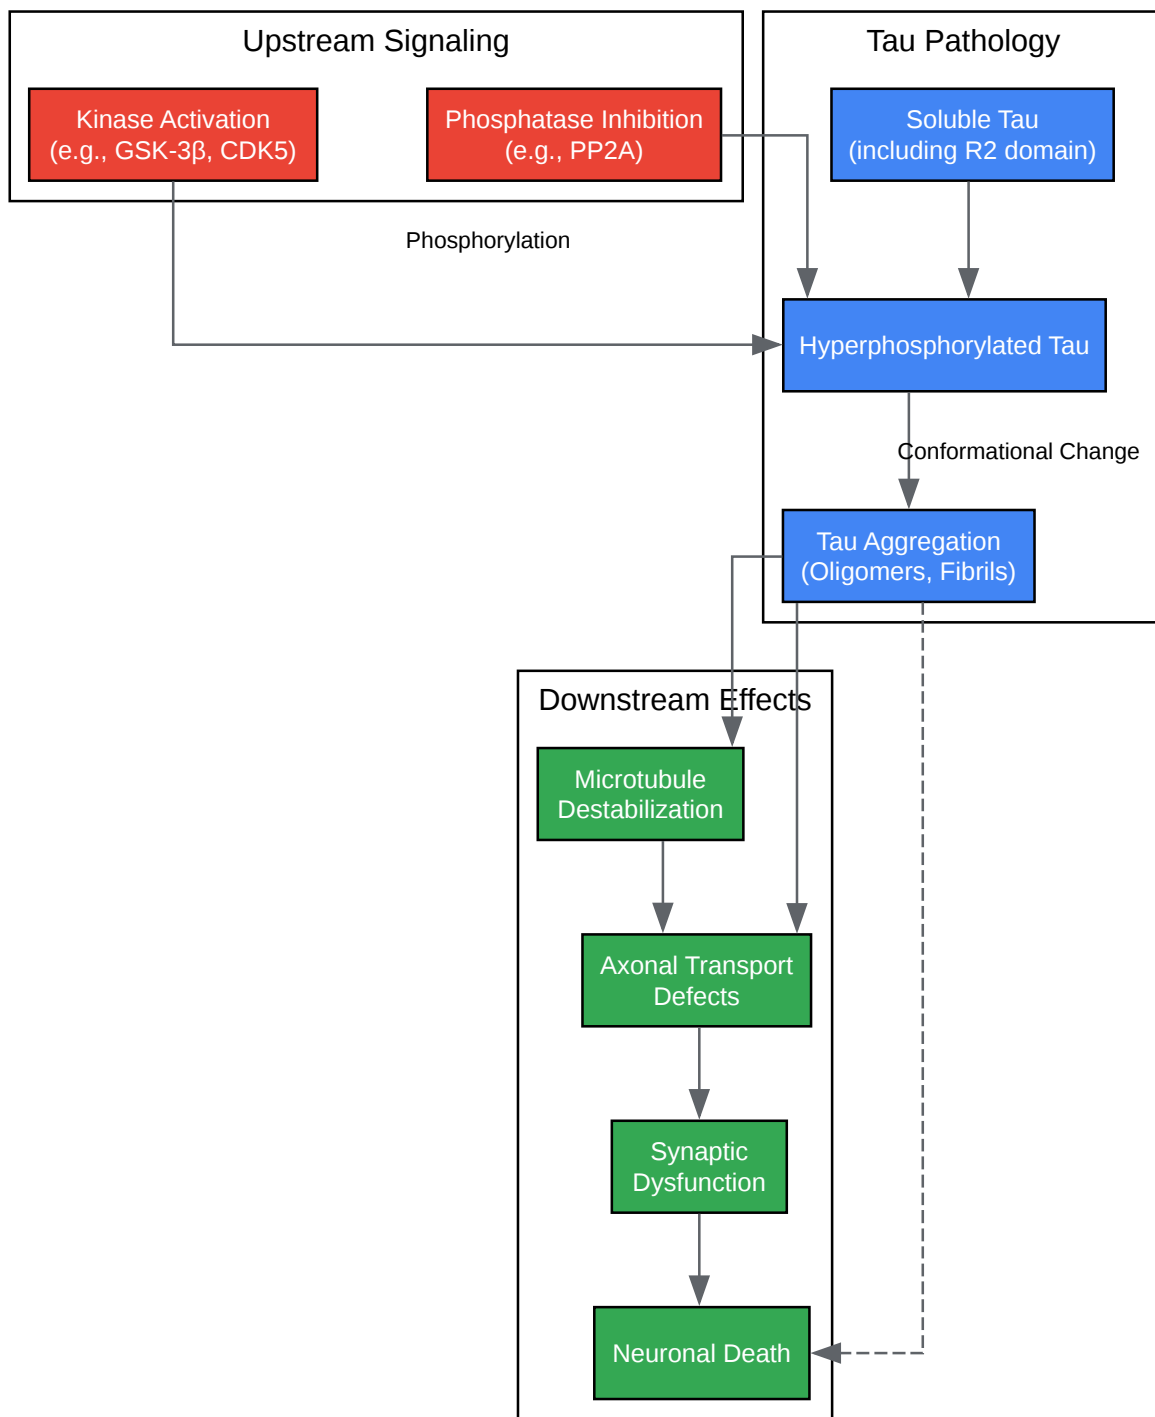 Upstream Signaling
Kinase Activation
(e.g., GSK-3β, CDK5)
Phosphatase Inhibition
(e.g., PP2A)
Tau Pathology
Soluble Tau
(including R2 domain)
Phosphorylation
Hyperphosphorylated Tau
Conformational Change
Tau Aggregation
(Oligomers, Fibrils)
Downstream Effects
Microtubule
Destabilization
Axonal Transport
Defects
Synaptic
Dysfunction
Neuronal Death